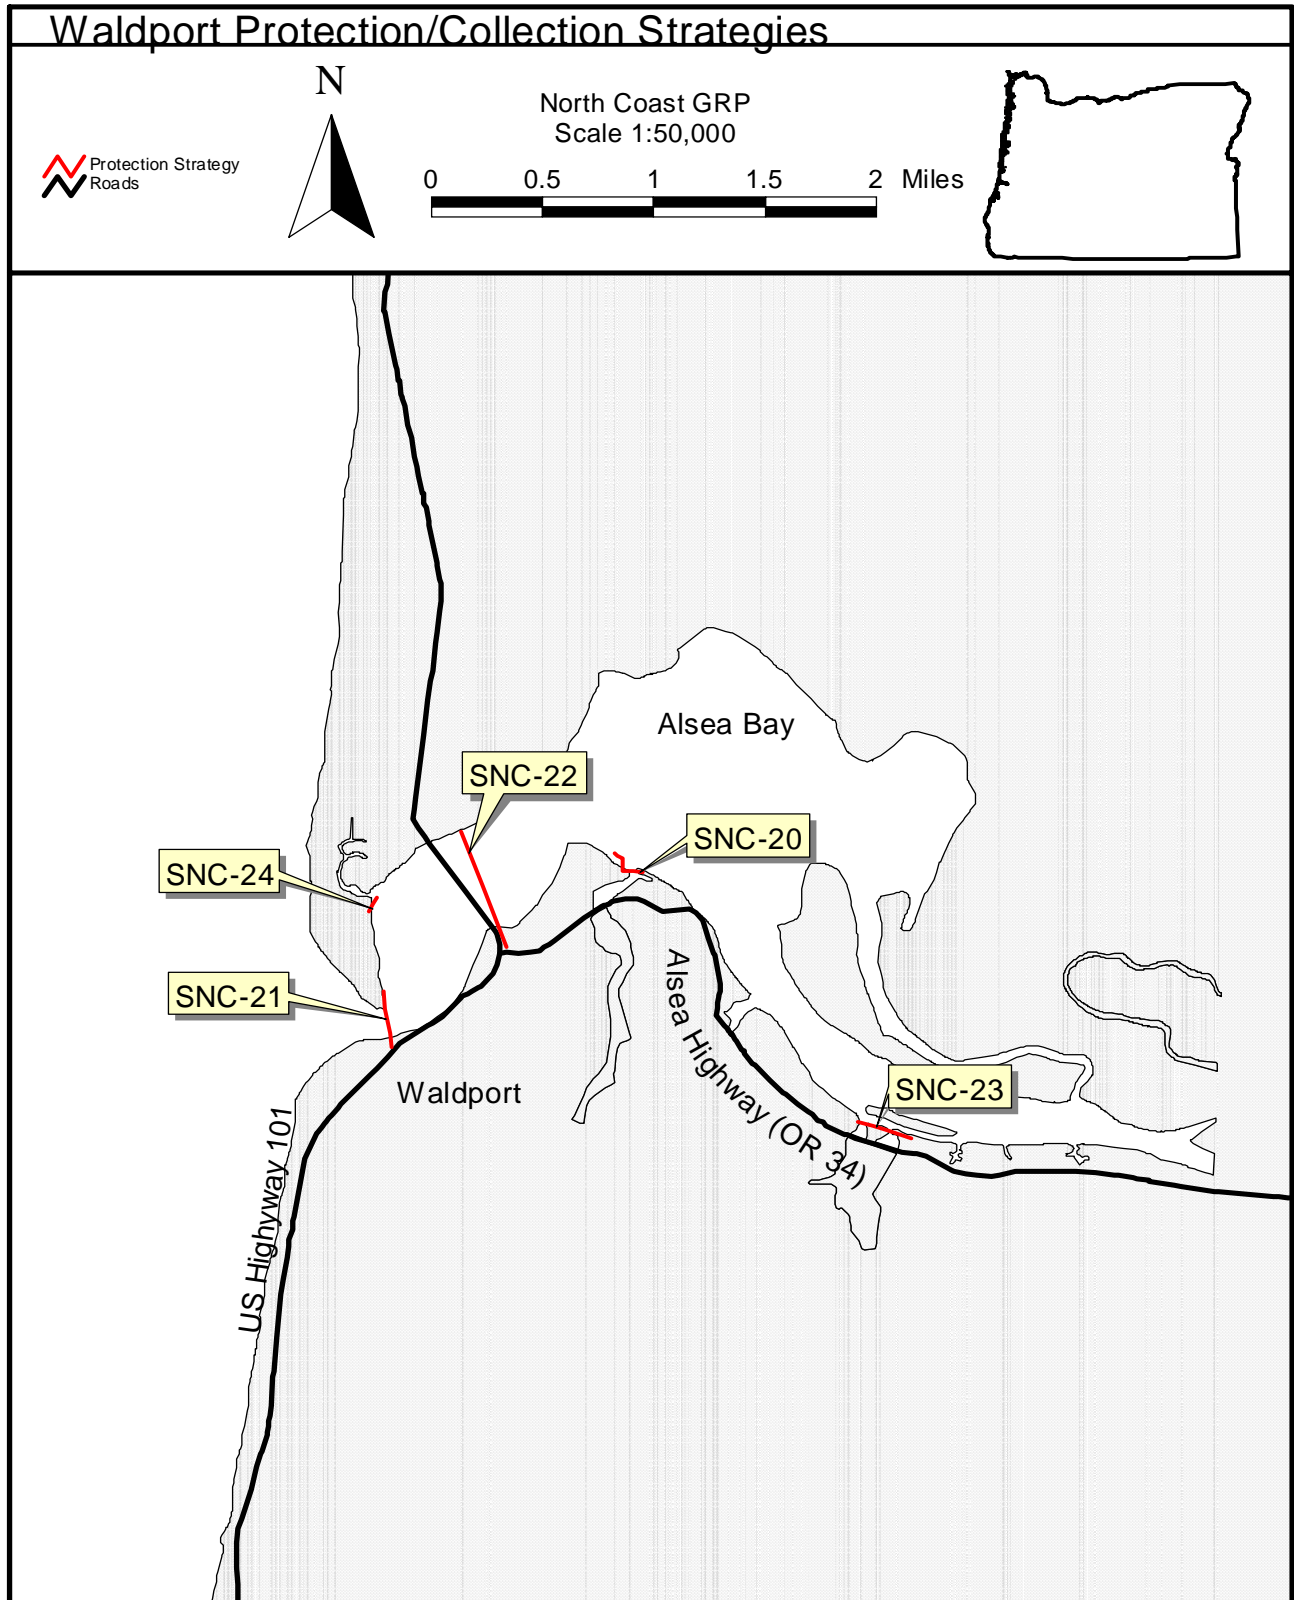 Waldport Protection/Collection Strategies
N
North Coast GRP
Scale 1:50,000
Protection Strategy
Roads
0 0.5 1 1.5 2 Miles
Alsea Bay
SNC-22
SNC-20
SNC-24
SNC-21
Alsea Highway (OR 34)
SNC-23
Waldport
US Highyway 101